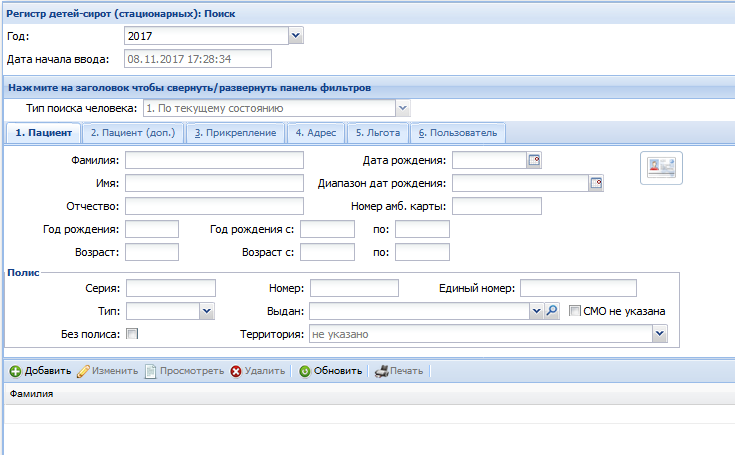 Регистр детей-сирот (стационарных): Поиск
Год: 2017
Дата начала ввода: 08.11.2017 17:28:34
Нажмите на заголовок чтобы свернуть/развернуть панель фильтров
Тип поиска человека: 1. По текущему состоянию
1. Пациент 2. Пациент (доп.) 3. Прикрепление 4. Адрес 5. Льгота 6. Пользователь
Фамилия: Дата рождения:
Имя: Диапазон дат рождения:
Отчество: Номер амб. карты:
Год рождения: Год рождения с: по:
Возраст: Возраст с: по:
Полис
Серия: Номер: Единый номер:
Тип: Выдан: СМО не указана
Без полиса: Территория: не указано
Добавить Изменить Просмотреть Удалить Обновить Печать
Фамилия